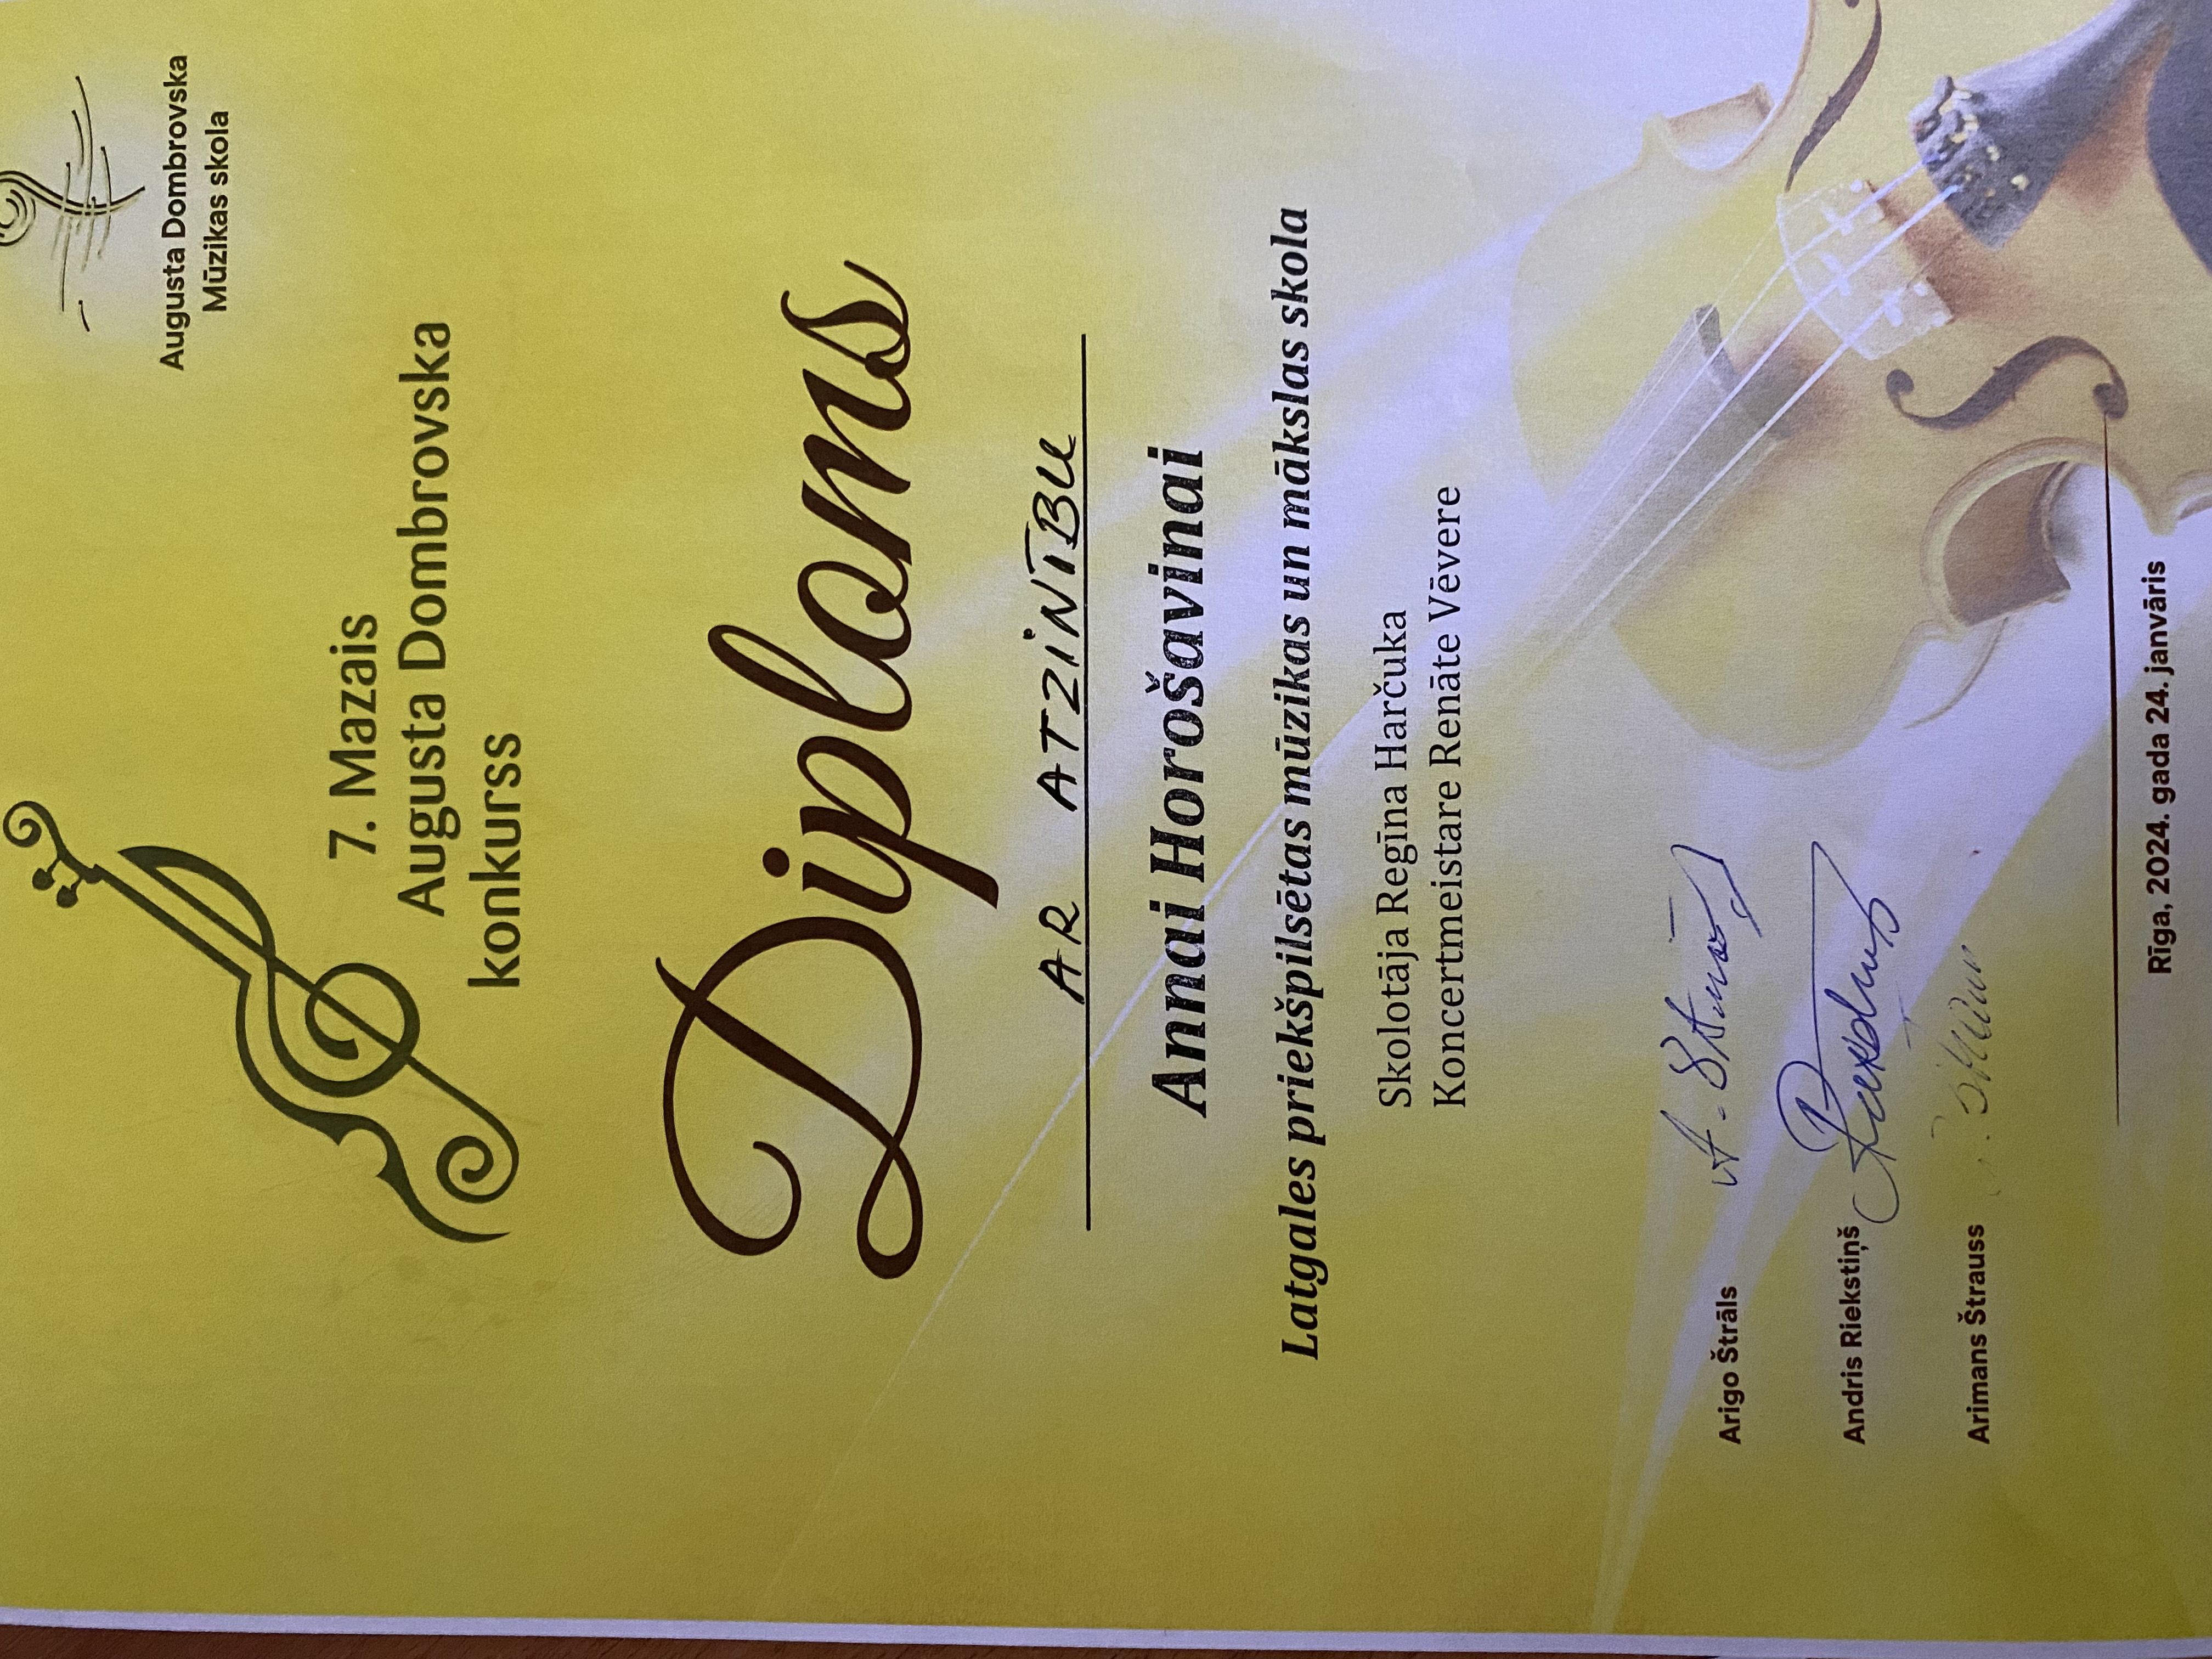 Augusta Dombrovska
Mūzikas skola
7. Mazais
Augusta Dombrovska
konkurss
Diploms
AR ATZINĪBU
Annai Horošavinai
Latgales priekšpilsētas mūzikas un mākslas skola
Skolotāja Regīna Harčuka
Koncertmeistare Renāte Vēvere
Arigo Štrāls
Andris Riekstiņš
Arimans Štrauss
Rīga, 2024. gada 24. janvāris